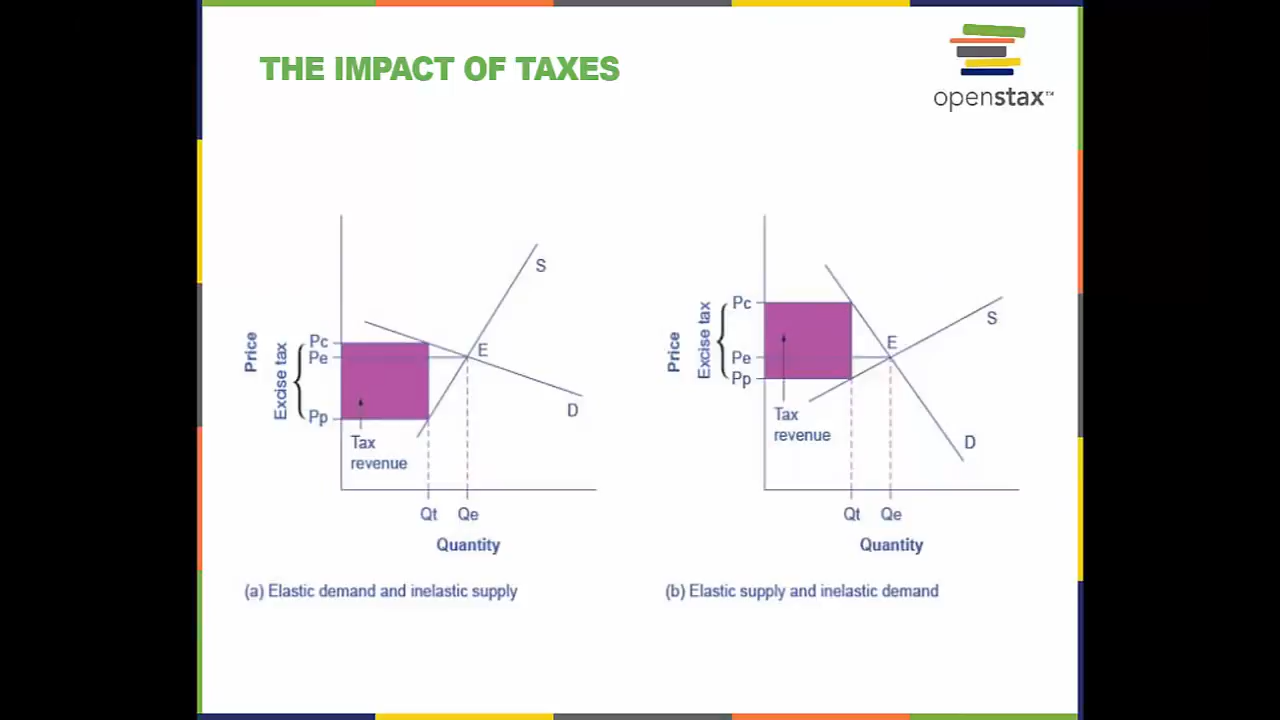 THE IMPACT OF TAXES
openstax™
Price
Excise tax
Pc
Pe
Pp
S
E
D
Tax
revenue
Qt Qe
Quantity
(a) Elastic demand and inelastic supply
Price
Excise tax
Pc
Pe
Pp
E
S
D
Tax
revenue
Qt Qe
Quantity
(b) Elastic supply and inelastic demand